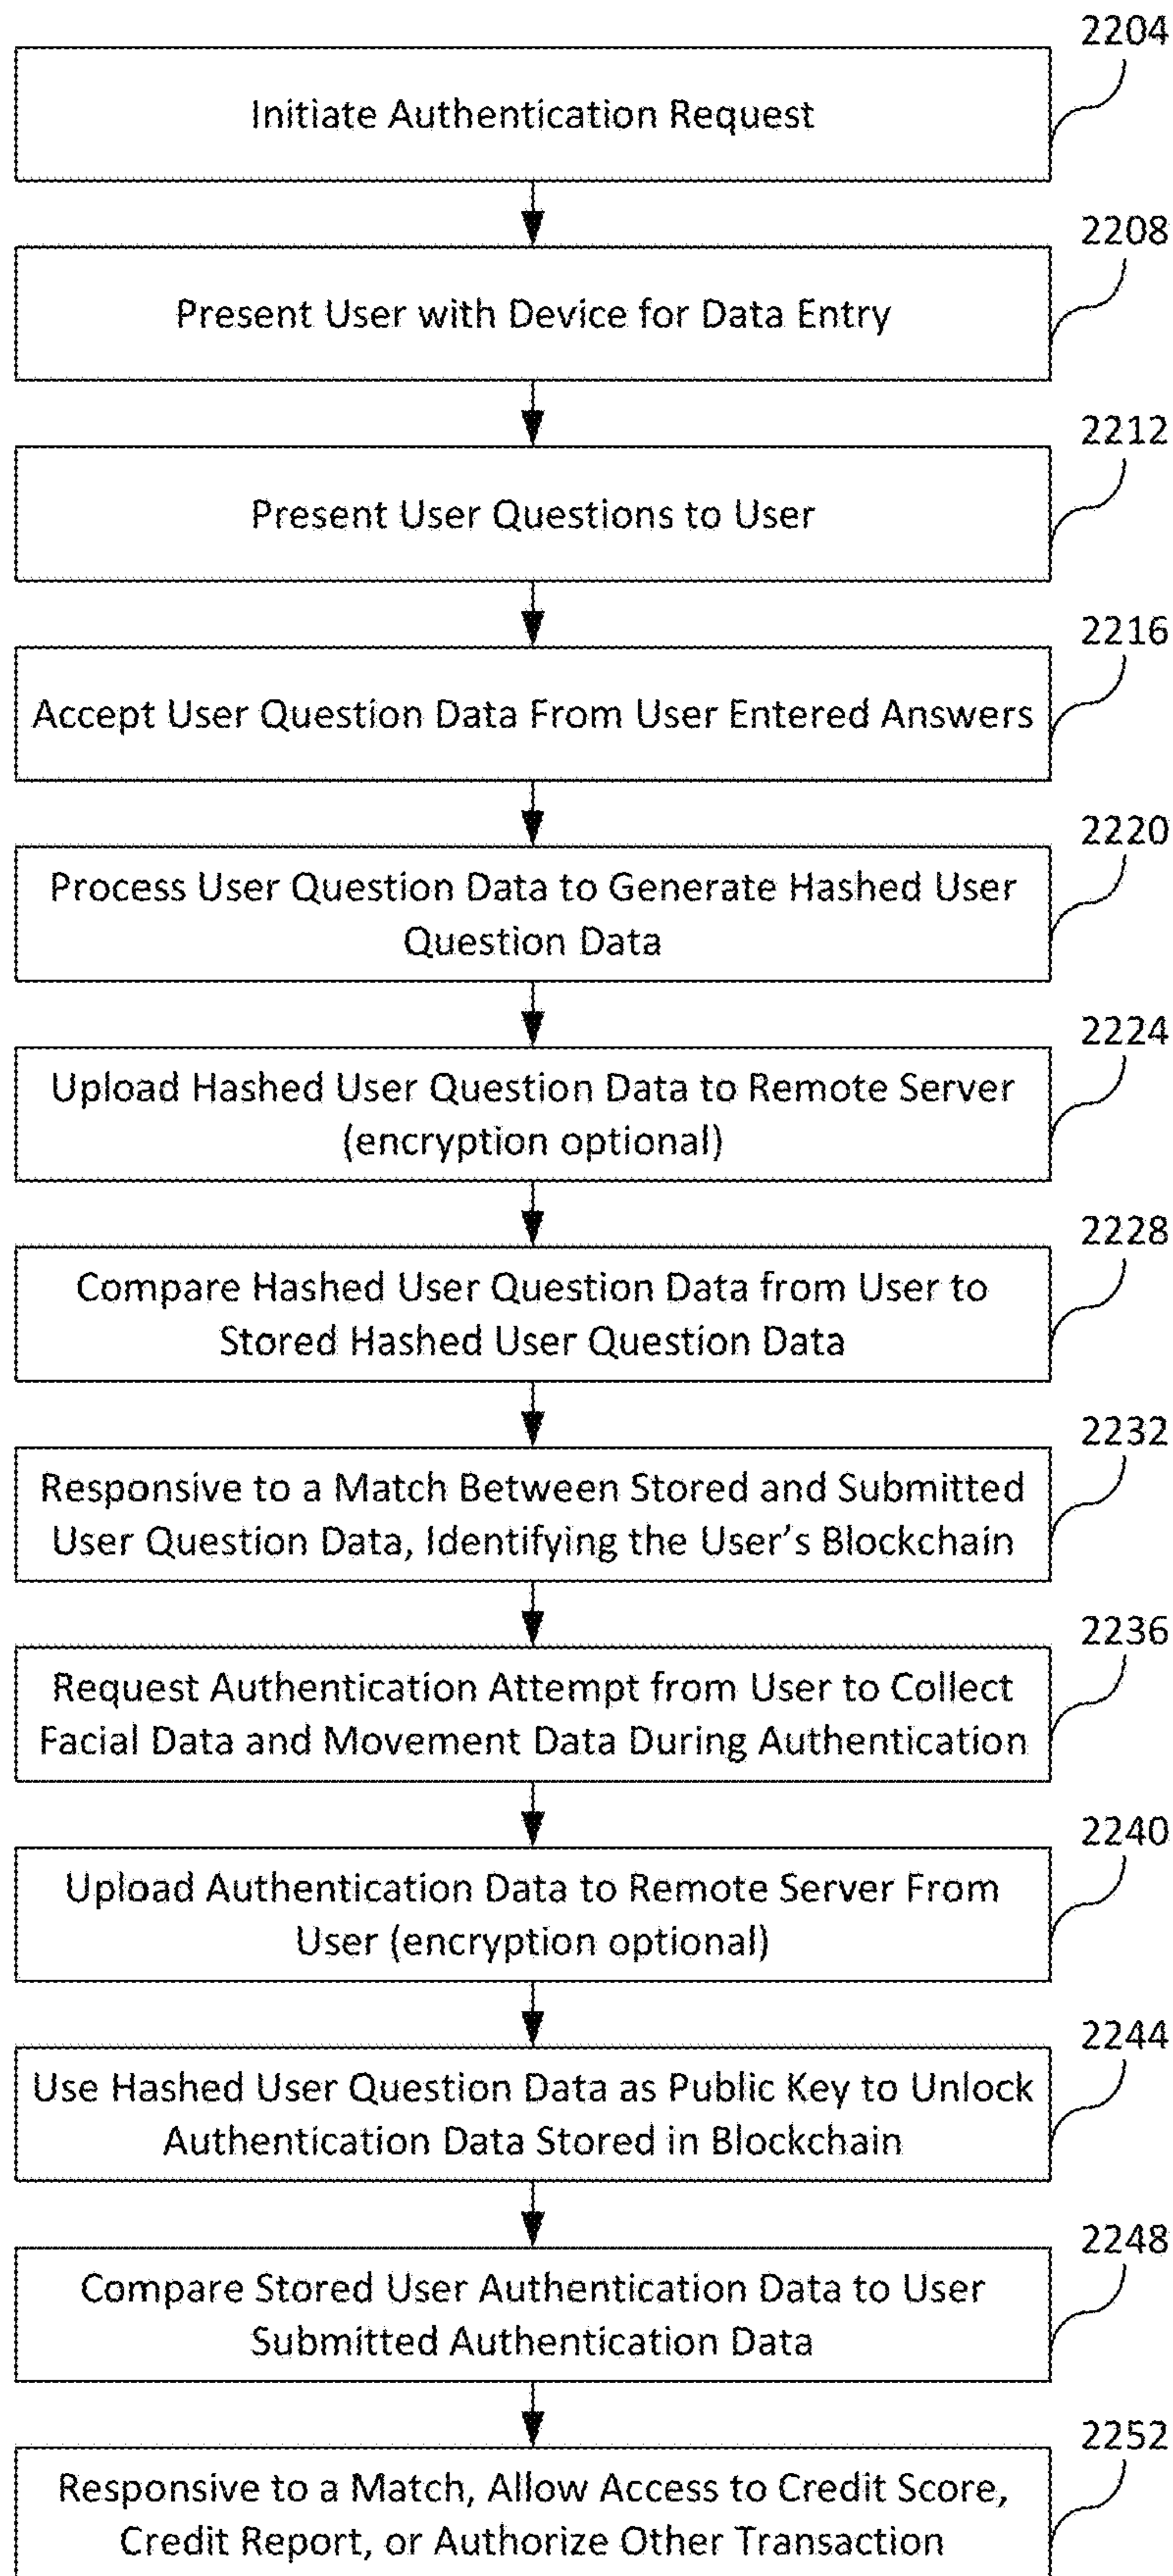 2204
Initiate Authentication Request
2208
Present User with Device for Data Entry
2212
Present User Questions to User
2216
Accept User Question Data From User Entered Answers
2220
Process User Question Data to Generate Hashed User
Question Data
2224
Upload Hashed User Question Data to Remote Server
(encryption optional)
2228
Compare Hashed User Question Data from User to
Stored Hashed User Question Data
2232
Responsive to a Match Between Stored and Submitted
User Question Data, Identifying the User's Blockchain
2236
Request Authentication Attempt from User to Collect
Facial Data and Movement Data During Authentication
2240
Upload Authentication Data to Remote Server From
User (encryption optional)
2244
Use Hashed User Question Data as Public Key to Unlock
Authentication Data Stored in Blockchain
2248
Compare Stored User Authentication Data to User
Submitted Authentication Data
2252
Responsive to a Match, Allow Access to Credit Score,
Credit Report, or Authorize Other Transaction